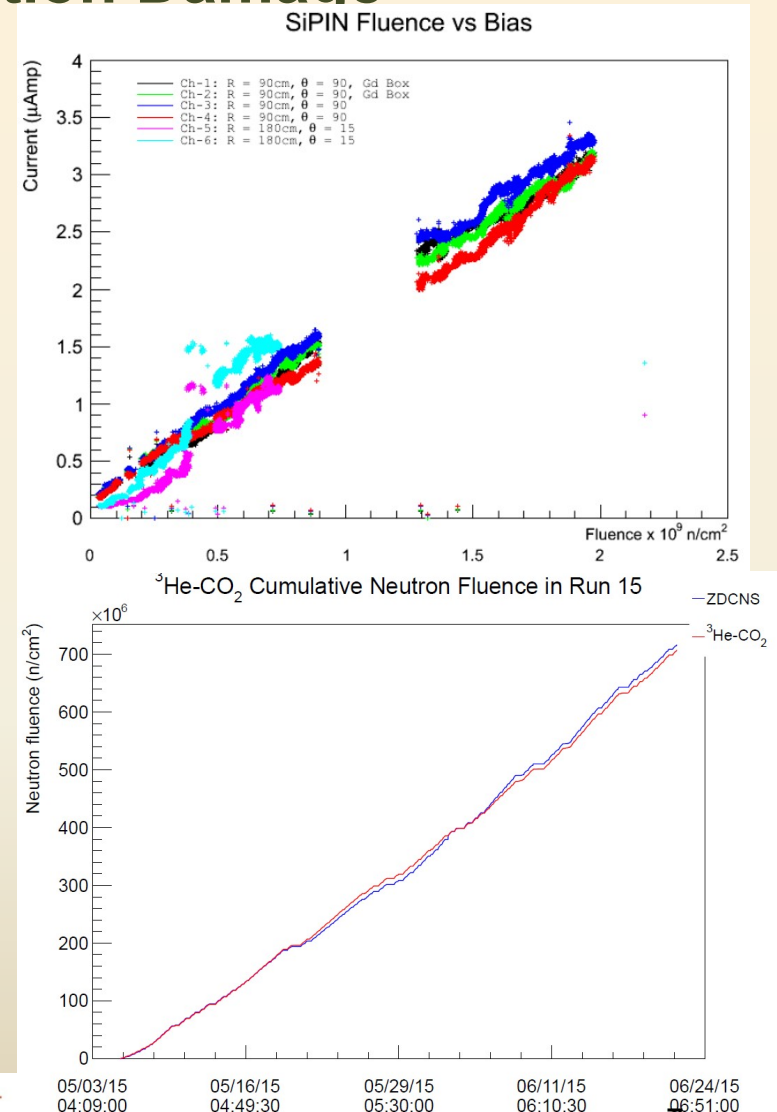 tion Damage
SiPIN Fluence vs Bias
Current (μAmp)
4
3.5
3
2.5
2
1.5
1
0.5
0
Ch-1: R = 90cm, θ = 90, Gd Box
Ch-2: R = 90cm, θ = 90, Gd Box
Ch-3: R = 90cm, θ = 90
Ch-4: R = 90cm, θ = 90
Ch-5: R = 180cm, θ = 15
Ch-6: R = 180cm, θ = 15
Fluence x 10⁹ n/cm²
0 0.5 1 1.5 2 2.5
³He-CO₂ Cumulative Neutron Fluence in Run 15
×10⁶
ZDCNS
³He-CO₂
Neutron fluence (n/cm²)
700
600
500
400
300
200
100
0
05/03/15 05/16/15 05/29/15 06/11/15 06/24/15
04:09:00 04:49:30 05:30:00 06:10:30 06:51:00